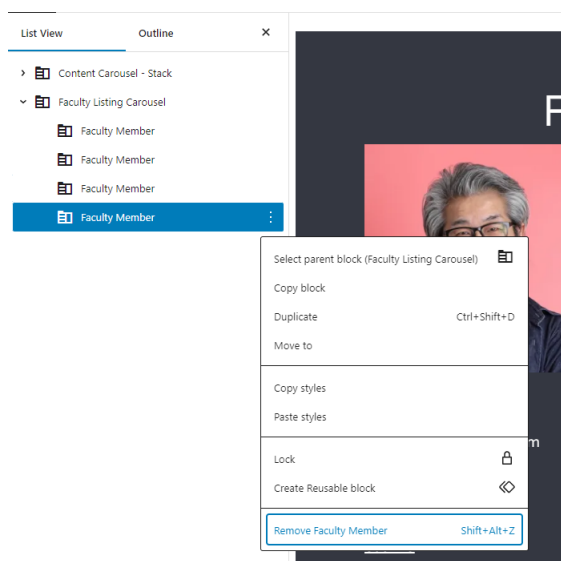 List View Outline ×
Content Carousel - Stack
Faculty Listing Carousel
Faculty Member
Faculty Member
Faculty Member
Faculty Member
F
Select parent block (Faculty Listing Carousel)
Copy block
Duplicate Ctrl+Shift+D
Move to
Copy styles
Paste styles
m
Lock
Create Reusable block
Remove Faculty Member Shift+Alt+Z